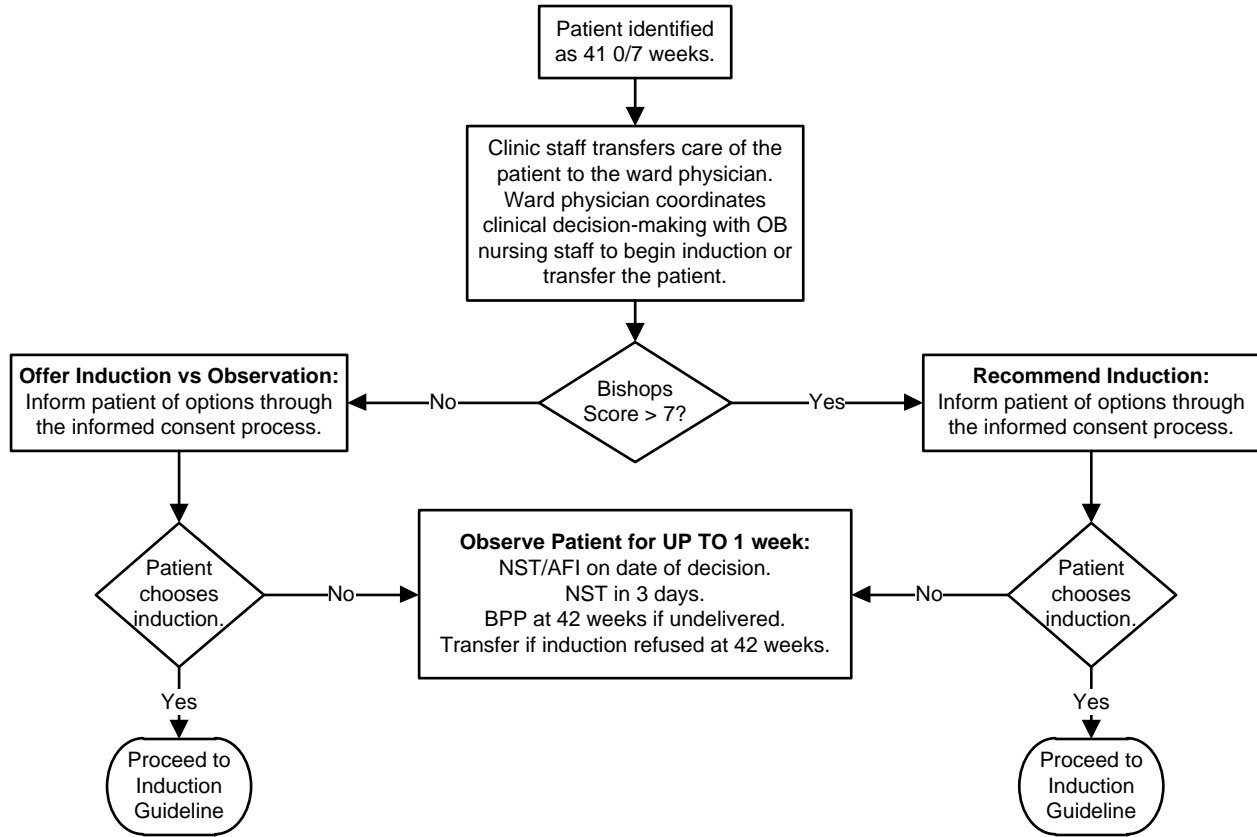 Patient identified
as 41 0/7 weeks.
Clinic staff transfers care of the
patient to the ward physician.
Ward physician coordinates
clinical decision-making with OB
nursing staff to begin induction or
transfer the patient.
Bishops
Score > 7?
No
Yes
Offer Induction vs Observation:
Inform patient of options through
the informed consent process.
Recommend Induction:
Inform patient of options through
the informed consent process.
Patient
chooses
induction.
No
Observe Patient for UP TO 1 week:
NST/AFI on date of decision.
NST in 3 days.
BPP at 42 weeks if undelivered.
Transfer if induction refused at 42 weeks.
No
Patient
chooses
induction.
Yes
Yes
Proceed to
Induction
Guideline
Proceed to
Induction
Guideline